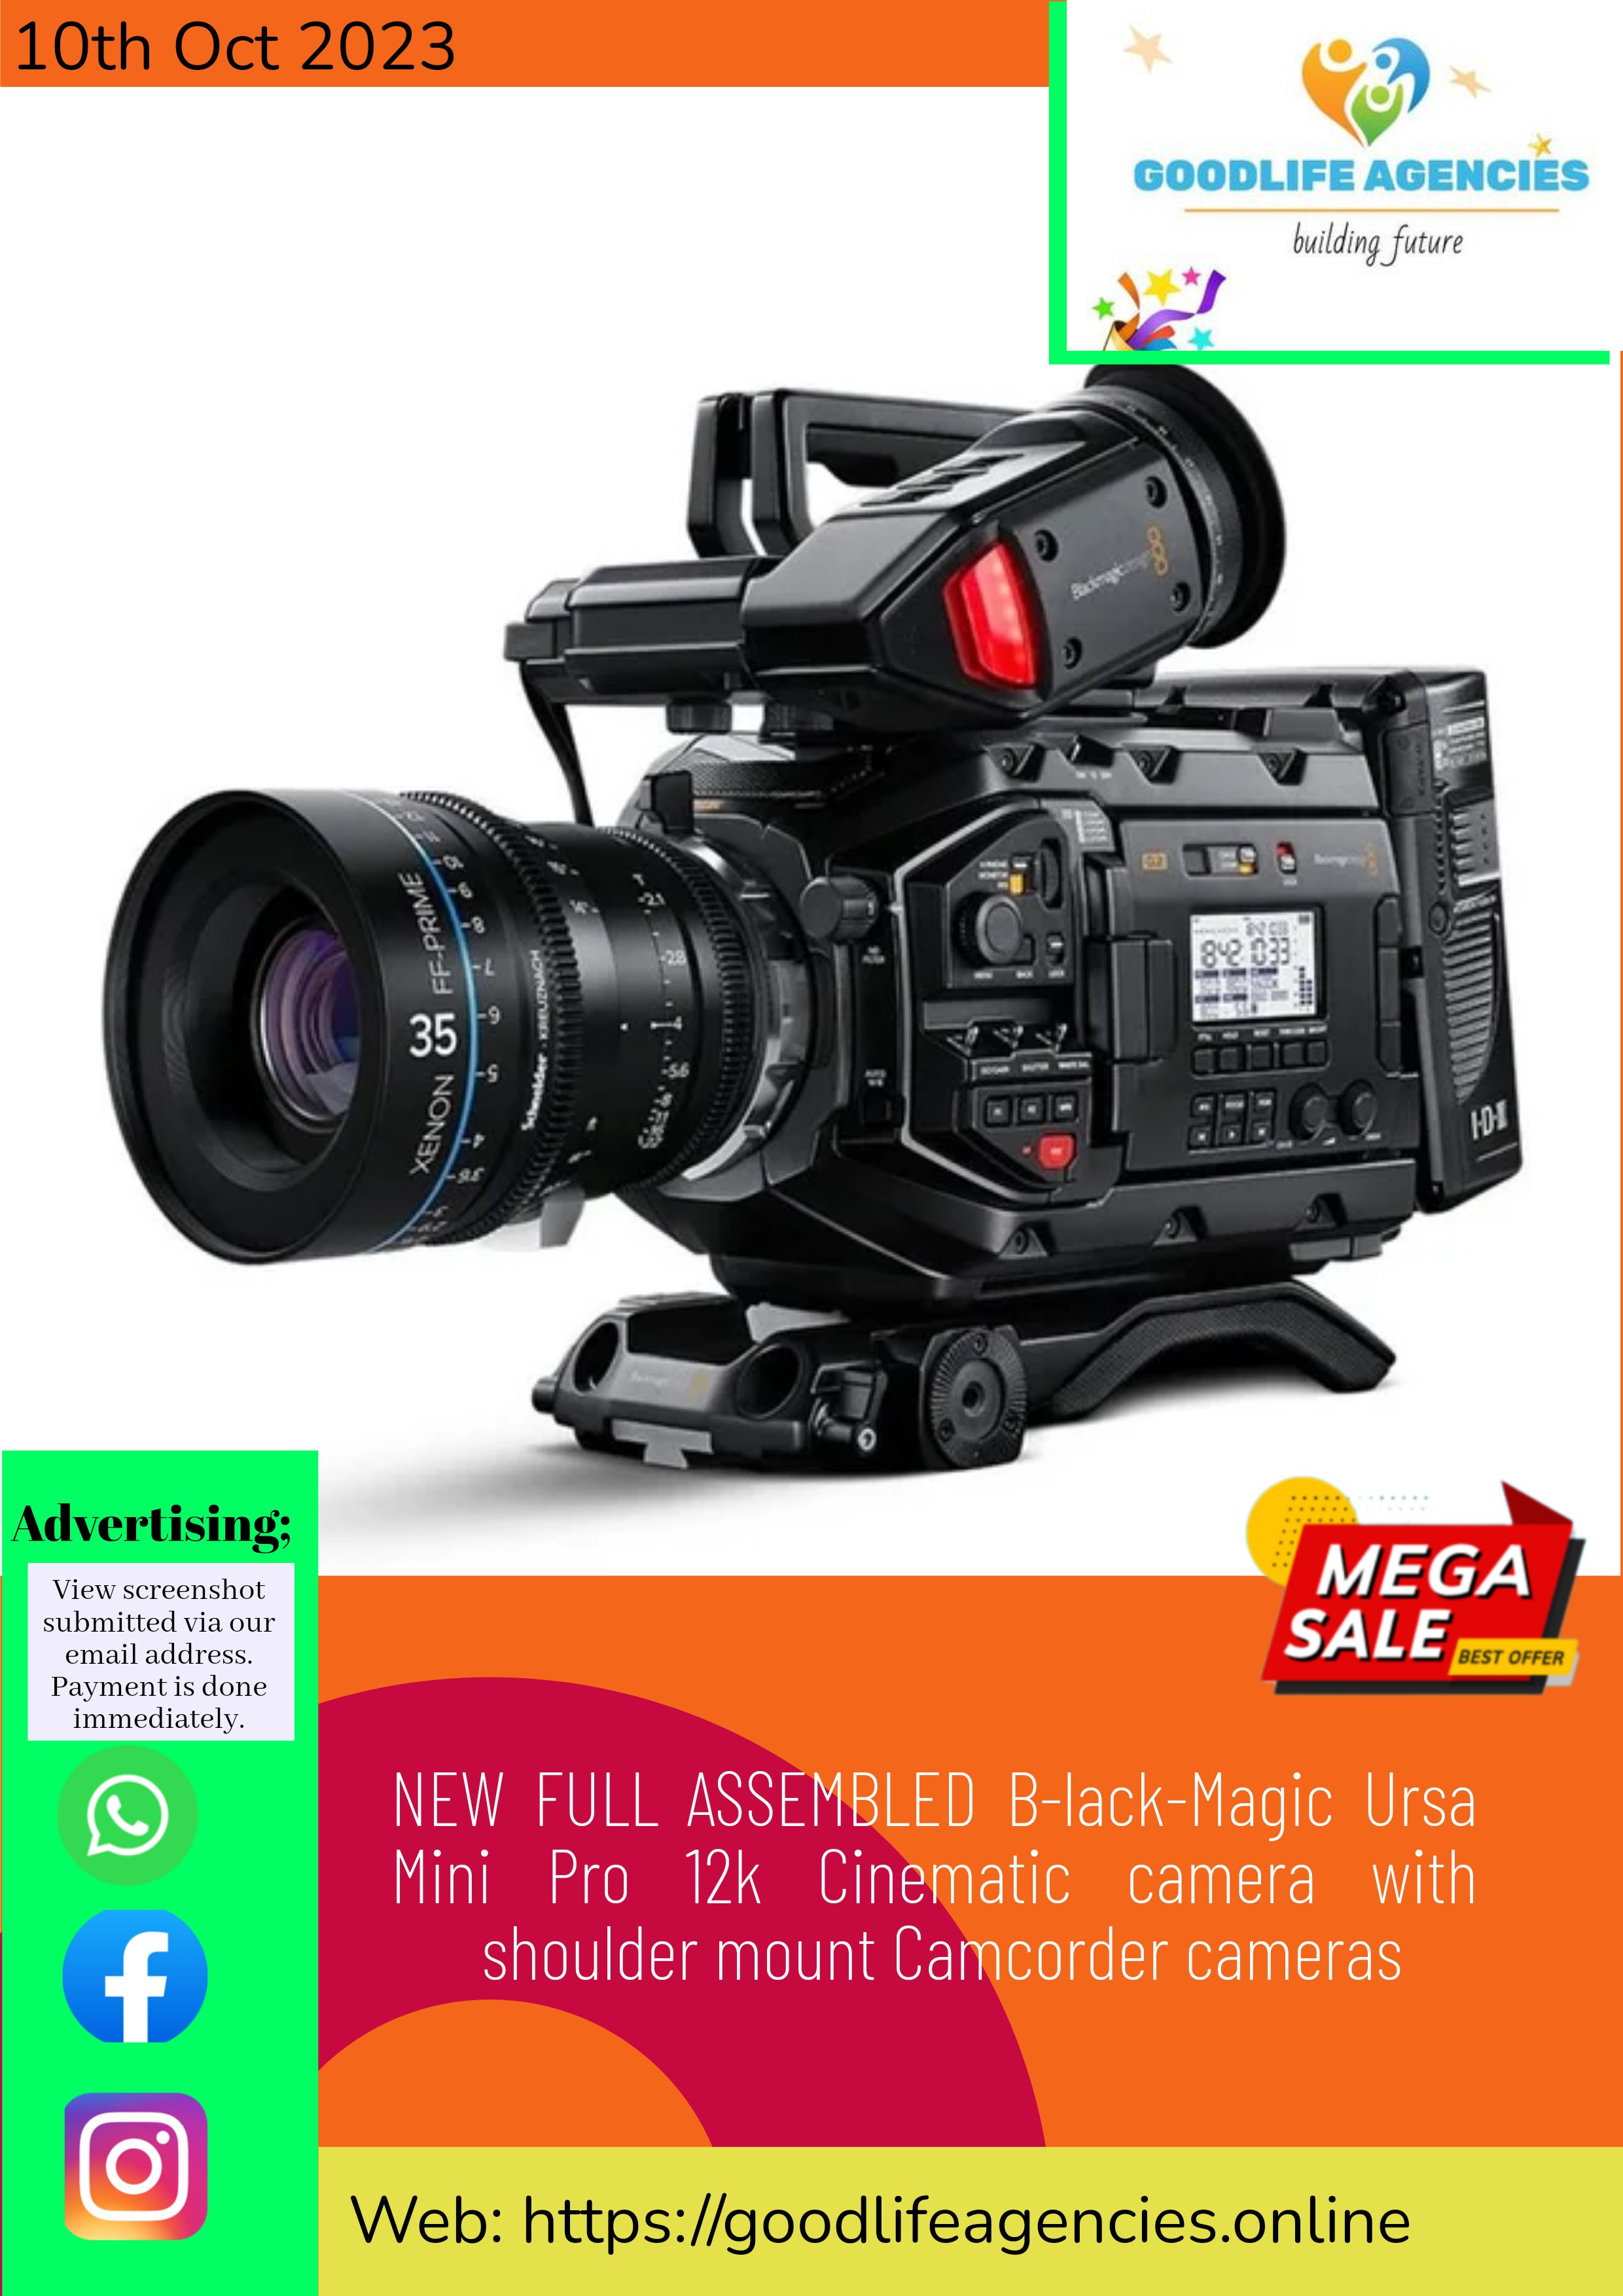 10th Oct 2023
GOODLIFE AGENCIES
building future
Blackmagicdesign
XENON 35 FF-PRIME
Schneider KREUZNACH
Advertising;
View screenshot
submitted via our
email address.
Payment is done
immediately.
MEGA
SALE
BEST OFFER
NEW FULL ASSEMBLED B-lack-Magic Ursa
Mini Pro 12k Cinematic camera with
shoulder mount Camcorder cameras
Web: https://goodlifeagencies.online